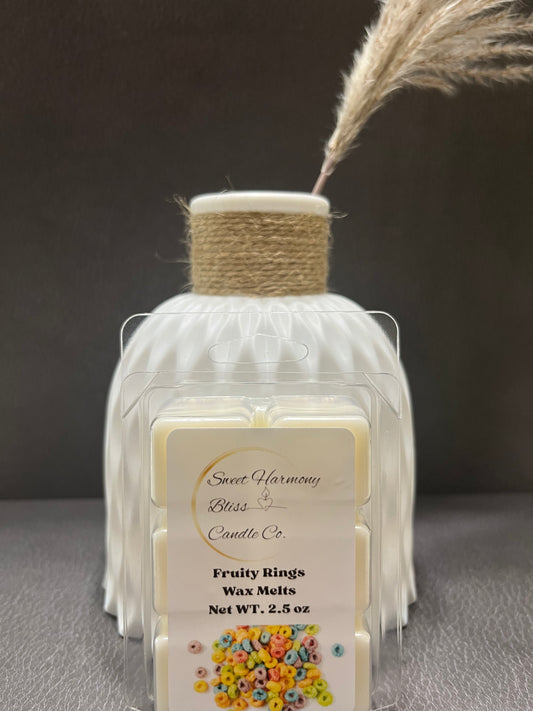 Sweet Harmony
Bliss
Candle Co.
Fruity Rings
Wax Melts
Net WT. 2.5 oz